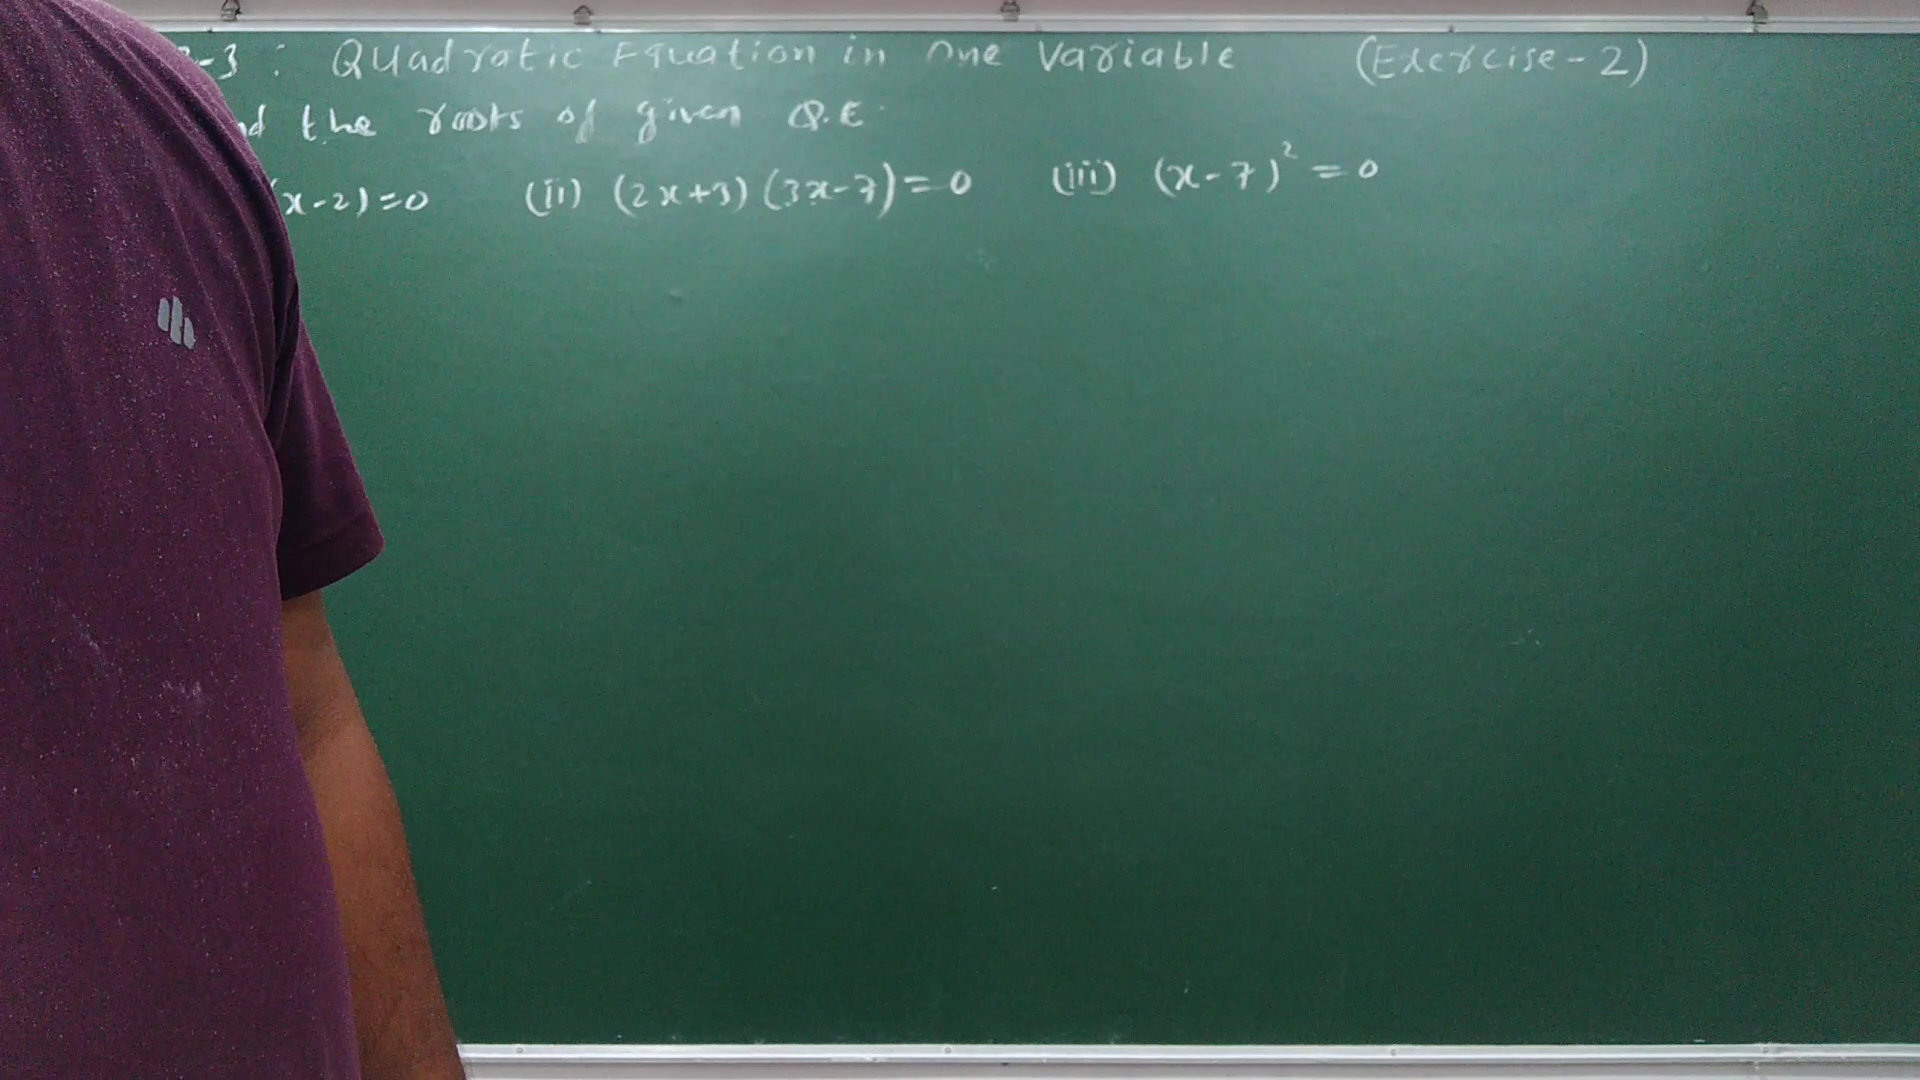 -3 : Quadratic Equation in One Variable (Exercise-2)
the roots of given Q.E.
(x-2)=0 (ii) (2x+3)(3x-7)=0 (iii) (x-7)²=0